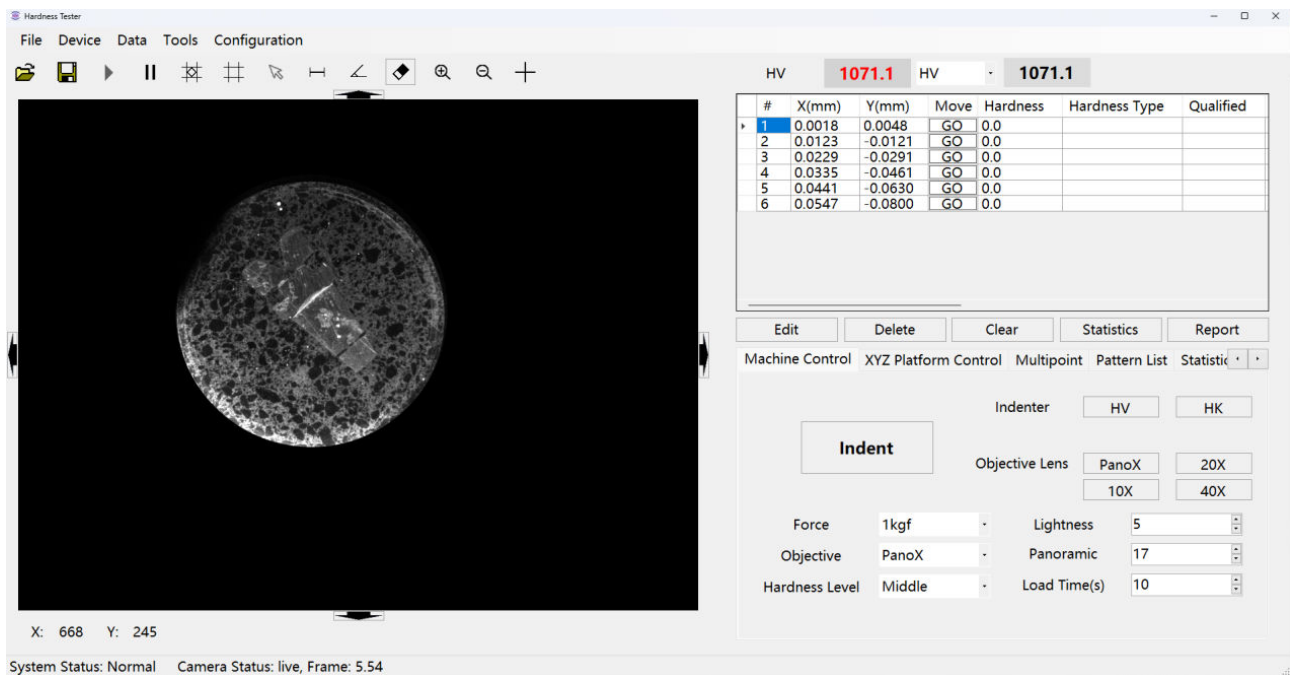 Hardness Tester
File Device Data Tools Configuration
HV 1071.1 HV 1071.1
# X(mm) Y(mm) Move Hardness Hardness Type Qualified
1 0.0018 0.0048 GO 0.0
2 0.0123 -0.0121 GO 0.0
3 0.0229 -0.0291 GO 0.0
4 0.0335 -0.0461 GO 0.0
5 0.0441 -0.0630 GO 0.0
6 0.0547 -0.0800 GO 0.0
Edit Delete Clear Statistics Report
Machine Control XYZ Platform Control Multipoint Pattern List Statistic
Indenter HV HK
Indent
Objective Lens PanoX 20X
10X 40X
Force 1kgf Lightness 5
Objective PanoX Panoramic 17
Hardness Level Middle Load Time(s) 10
X: 668 Y: 245
System Status: Normal Camera Status: live, Frame: 5.54